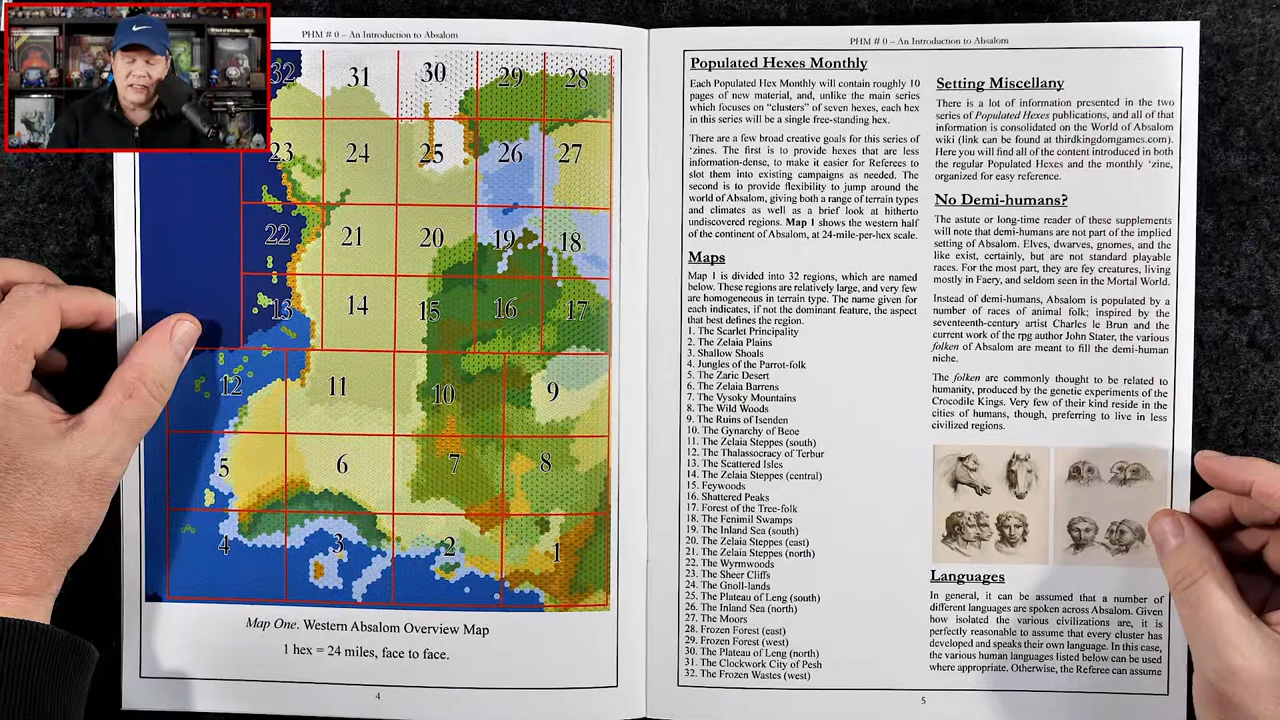 PHM # 0 – An Introduction to Absalom
32
31
30
29
28
23
24
25
26
27
22
21
20
19
18
13
14
15
16
17
12
11
10
9
5
6
7
8
4
3
2
1
Map One. Western Absalom Overview Map
1 hex = 24 miles, face to face.
4
PHM # 0 – An Introduction to Absalom
Populated Hexes Monthly
Each Populated Hex Monthly will contain roughly 10
pages of new material, and, unlike the main series
which focuses on “clusters” of seven hexes, each hex
in this series will be a single free-standing hex.
There are a few broad creative goals for this series of
‘zines. The first is to provide hexes that are less
information-dense, to make it easier for Referees to
slot them into existing campaigns as needed. The
second is to provide flexibility to jump around the
world of Absalom, giving both a range of terrain types
and climates as well as a brief look at hitherto
undiscovered regions. Map 1 shows the western half
of the continent of Absalom, at 24-mile-per-hex scale.
Maps
Map 1 is divided into 32 regions, which are named
below. These regions are relatively large, and very few
are homogeneous in terrain type. The name given for
each indicates, if not the dominant feature, the aspect
that best defines the region.
1. The Scarlet Principality
2. The Zelaia Plains
3. Shallow Shoals
4. Jungles of the Parrot-folk
5. The Zaric Desert
6. The Zelaia Barrens
7. The Vysoky Mountains
8. The Wild Woods
9. The Ruins of Isenden
10. The Gynarchy of Beoe
11. The Zelaia Steppes (south)
12. The Thalassocracy of Terbur
13. The Scattered Isles
14. The Zelaia Steppes (central)
15. Feywoods
16. Shattered Peaks
17. Forest of the Tree-folk
18. The Fenimil Swamps
19. The Inland Sea (south)
20. The Zelaia Steppes (east)
21. The Zelaia Steppes (north)
22. The Wyrmwoods
23. The Sheer Cliffs
24. The Gnoll-lands
25. The Plateau of Leng (south)
26. The Inland Sea (north)
27. The Moors
28. Frozen Forest (east)
29. Frozen Forest (west)
30. The Plateau of Leng (north)
31. The Clockwork City of Pesh
32. The Frozen Wastes (west)
Setting Miscellany
There is a lot of information presented in the two
series of Populated Hexes publications, and all of that
information is consolidated on the World of Absalom
wiki (link can be found at thirdkingdomgames.com).
Here you will find all of the content introduced in both
the regular Populated Hexes and the monthly ‘zine,
organized for easy reference.
No Demi-humans?
The astute or long-time reader of these supplements
will note that demi-humans are not part of the implied
setting of Absalom. Elves, dwarves, gnomes, and the
like exist, certainly, but are not standard playable
races. For the most part, they are fey creatures, living
mostly in Faery, and seldom seen in the Mortal World.
Instead of demi-humans, Absalom is populated by a
number of races of animal folk; inspired by the
seventeenth-century artist Charles le Brun and the
current work of the rpg author John Stater, the various
folken of Absalom are meant to fill the demi-human
niche.
The folken are commonly thought to be related to
humanity, produced by the genetic experiments of the
Crocodile Kings. Very few of their kind reside in the
cities of humans, though, preferring to live in less
civilized regions.
Languages
In general, it can be assumed that a number of
different languages are spoken across Absalom. Given
how isolated the various civilizations are, it is
perfectly reasonable to assume that every cluster has
developed and speaks their own language. In this case,
the various human languages listed below can be used
where appropriate. Otherwise, the Referee can assume
5